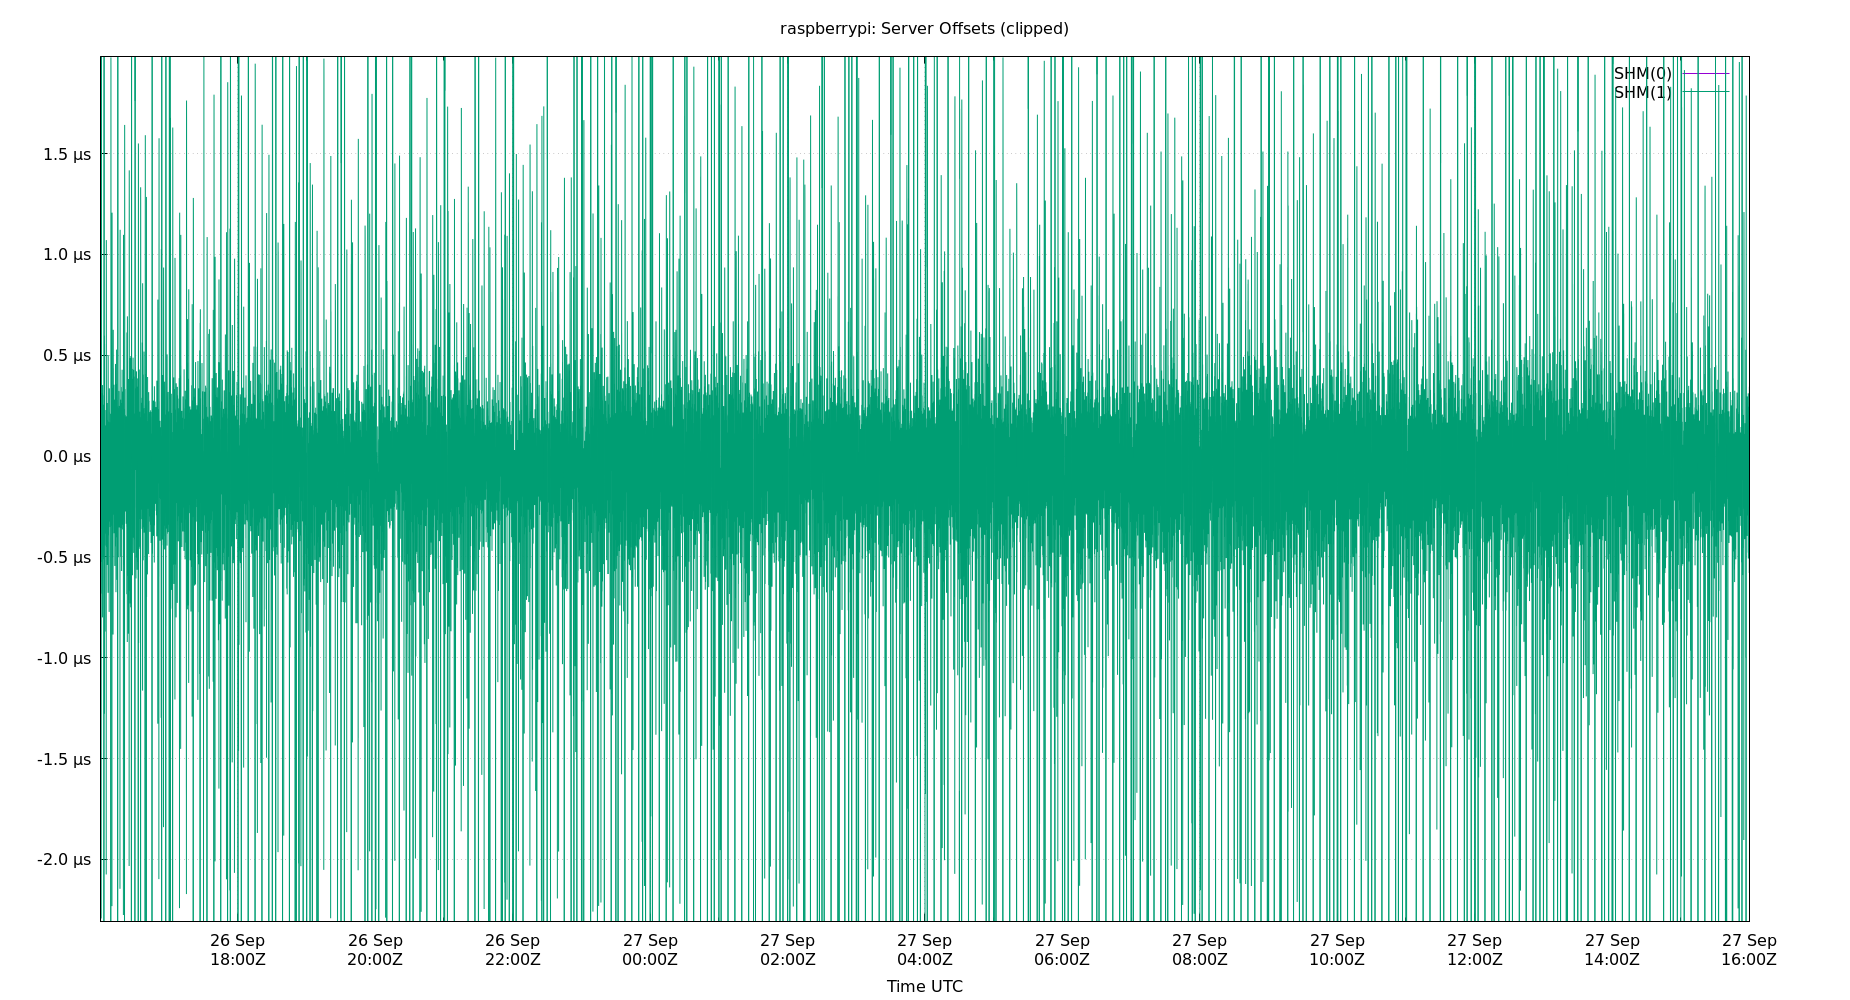 raspberrypi: Server Offsets (clipped)
SHM(0)
SHM(1)
1.5 µs
1.0 µs
0.5 µs
0.0 µs
-0.5 µs
-1.0 µs
-1.5 µs
-2.0 µs
26 Sep 26 Sep 26 Sep 27 Sep 27 Sep 27 Sep 27 Sep 27 Sep 27 Sep 27 Sep 27 Sep 27 Sep
18:00Z 20:00Z 22:00Z 00:00Z 02:00Z 04:00Z 06:00Z 08:00Z 10:00Z 12:00Z 14:00Z 16:00Z
Time UTC